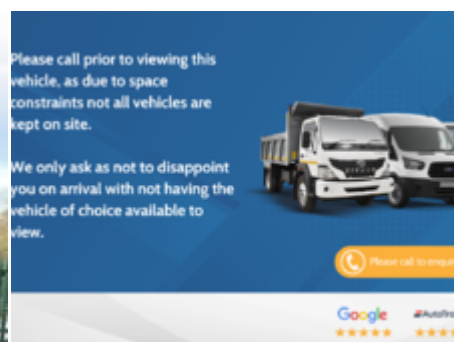 Please call prior to viewing this
vehicle, as due to space
constraints not all vehicles are
kept on site.
We only ask as not to disappoint
you on arrival with not having the
vehicle of choice available to
view.
Please call to enqui
Google